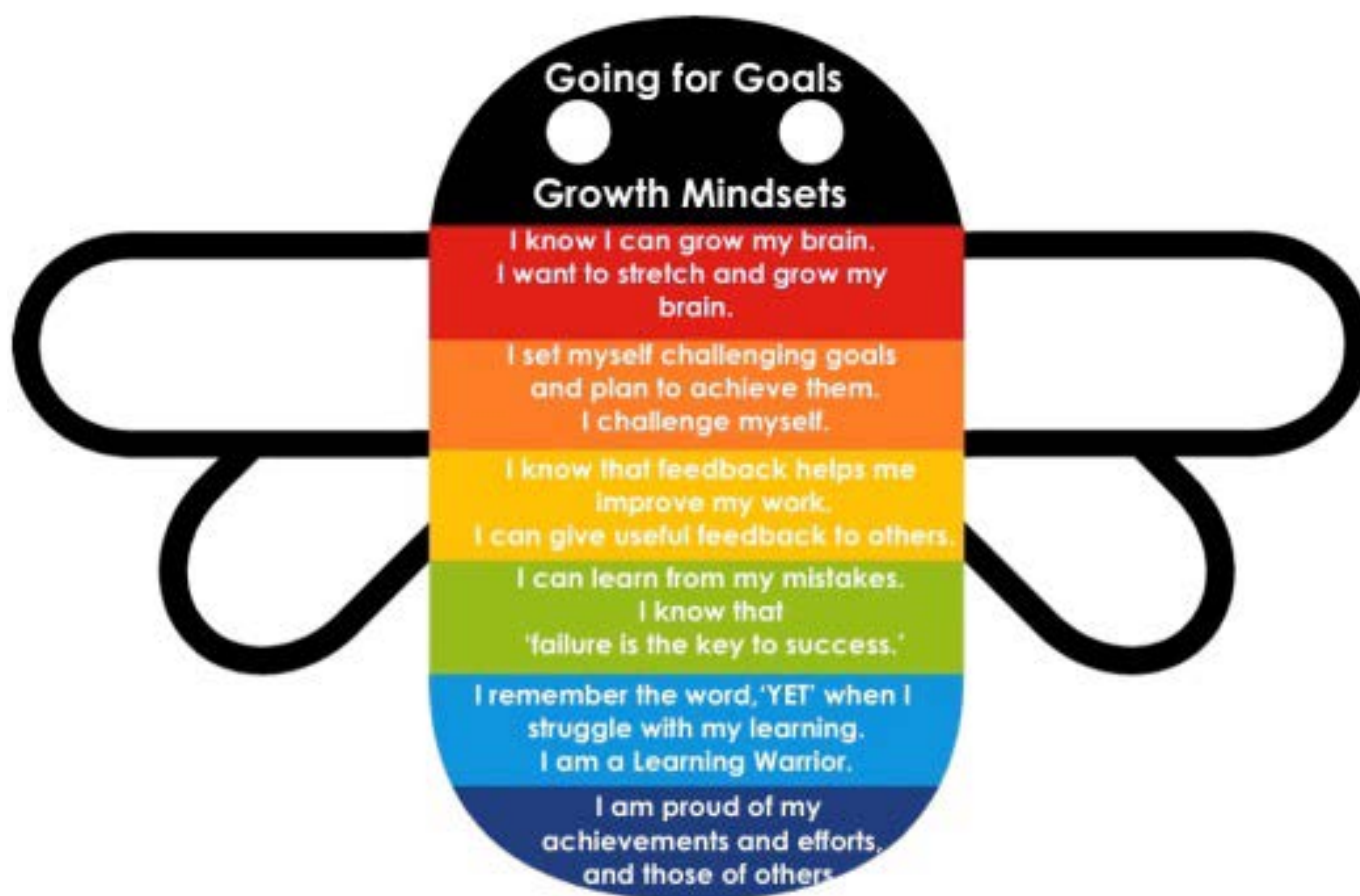 Going for Goals
Growth Mindsets
I know I can grow my brain.
I want to stretch and grow my
brain.
I set myself challenging goals
and plan to achieve them.
I challenge myself.
I know that feedback helps me
improve my work.
I can give useful feedback to others.
I can learn from my mistakes.
I know that
‘failure is the key to success.’
I remember the word,‘YET’ when I
struggle with my learning.
I am a Learning Warrior.
I am proud of my
achievements and efforts,
and those of others